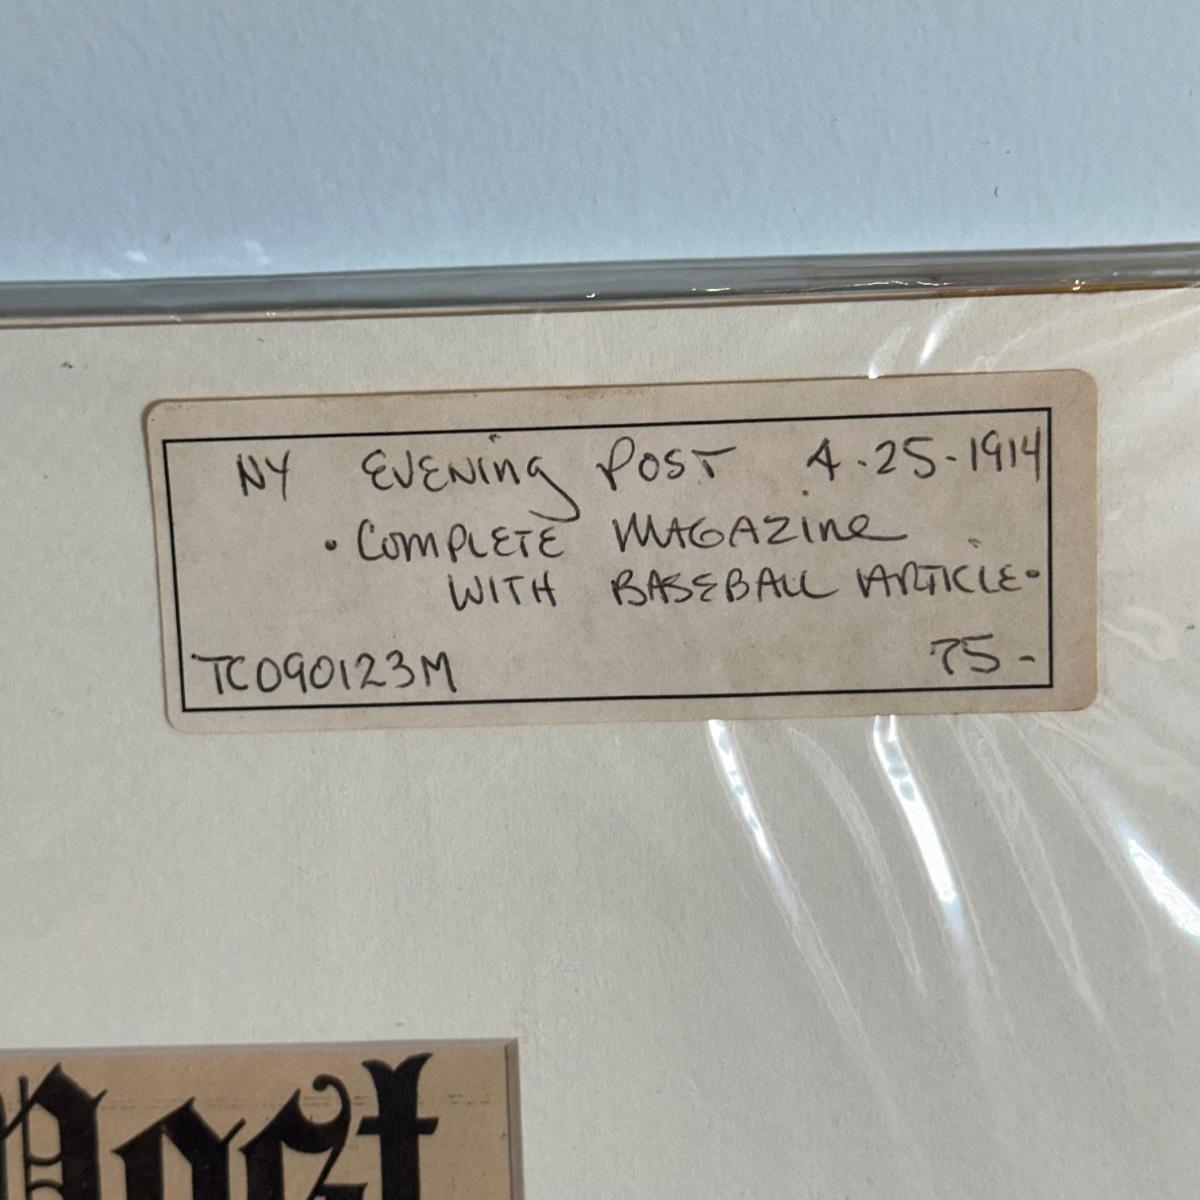 NY EVENING POST 4-25-1914
• COMPLETE MAGAZINE
WITH BASEBALL ARTICLE•
TC090123M 75-
Post